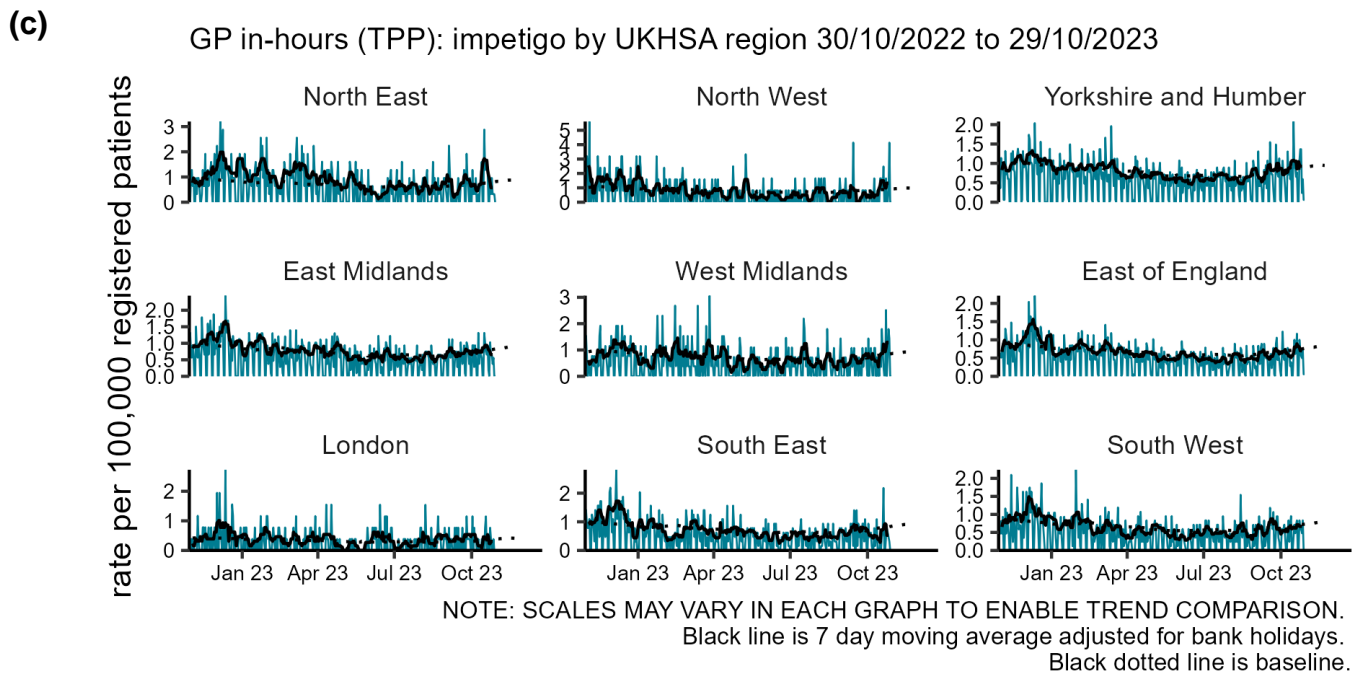 (c)
GP in-hours (TPP): impetigo by UKHSA region 30/10/2022 to 29/10/2023
rate per 100,000 registered patients
North East
3
2
1
0
North West
5
4
3
2
1
0
Yorkshire and Humber
2.0
1.5
1.0
0.5
0.0
East Midlands
2.0
1.5
1.0
0.5
0.0
West Midlands
3
2
1
0
East of England
2.0
1.5
1.0
0.5
0.0
London
2
1
0
South East
2
1
0
South West
2.0
1.5
1.0
0.5
0.0
Jan 23 Apr 23 Jul 23 Oct 23
Jan 23 Apr 23 Jul 23 Oct 23
Jan 23 Apr 23 Jul 23 Oct 23
NOTE: SCALES MAY VARY IN EACH GRAPH TO ENABLE TREND COMPARISON.
Black line is 7 day moving average adjusted for bank holidays.
Black dotted line is baseline.